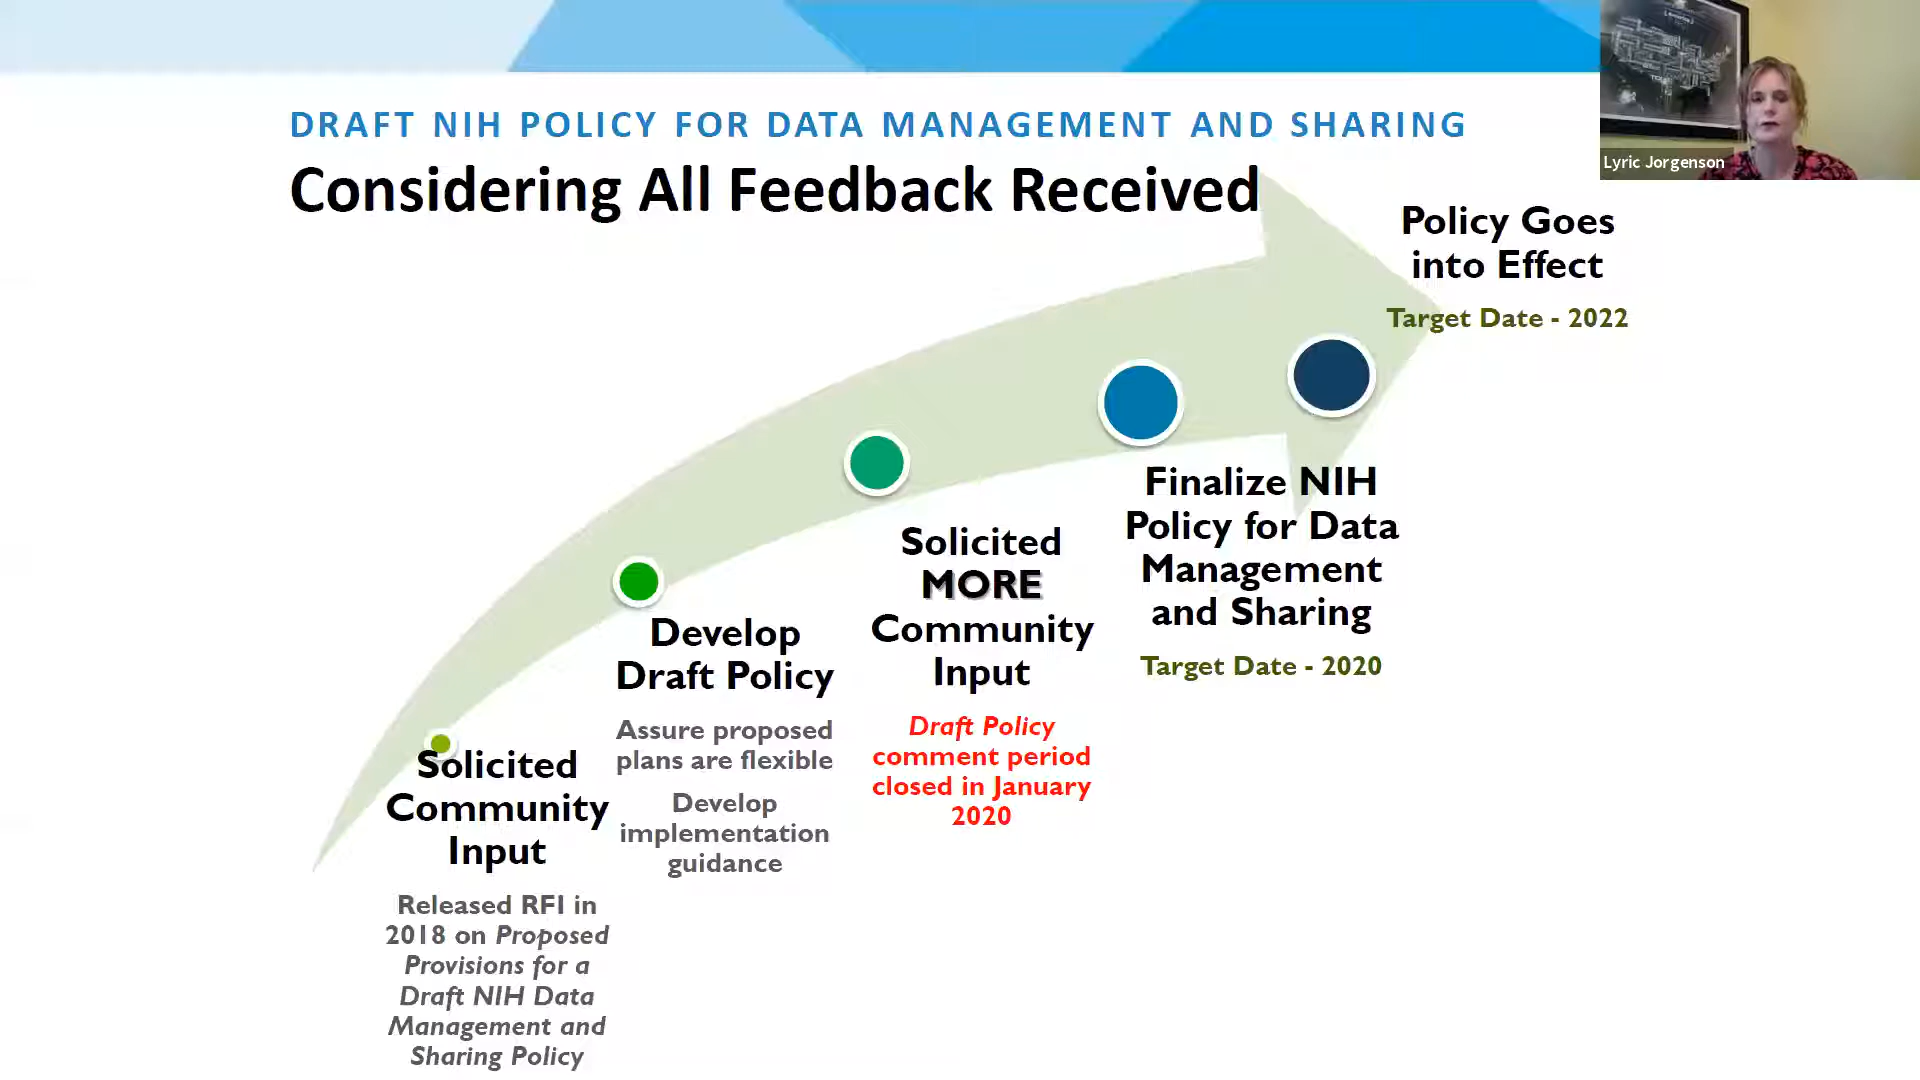 DRAFT NIH POLICY FOR DATA MANAGEMENT AND SHARING
Considering All Feedback Received
Lyric Jorgenson
Policy Goes
into Effect
Target Date - 2022
Finalize NIH
Policy for Data
Management
and Sharing
Target Date - 2020
Solicited
MORE
Community
Input
Draft Policy
comment period
closed in January
2020
Develop
Draft Policy
Assure proposed
plans are flexible
Develop
implementation
guidance
Solicited
Community
Input
Released RFI in
2018 on Proposed
Provisions for a
Draft NIH Data
Management and
Sharing Policy